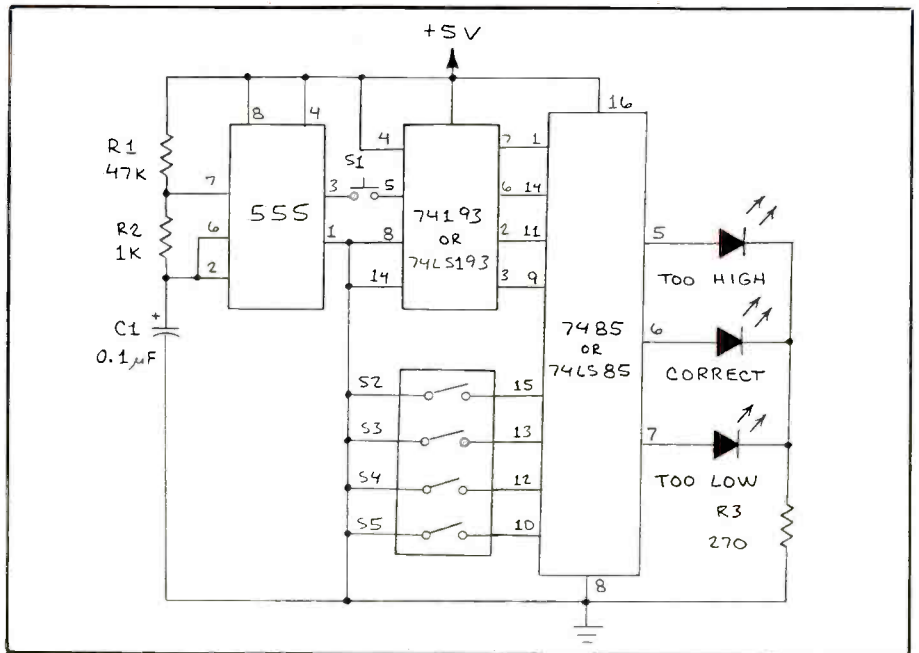 +5V
8 4
16
R1
47K
7
R2
1K
6
2
C1
+
0.1µF
555
3
S1
5
1
4
8
14
74193
OR
74LS193
7 1
6 14
2 11
3 9
S2 15
S3 13
S4 12
S5 10
7485
OR
74LS85
5
TOO HIGH
6
CORRECT
7
TOO LOW
R3
270
8